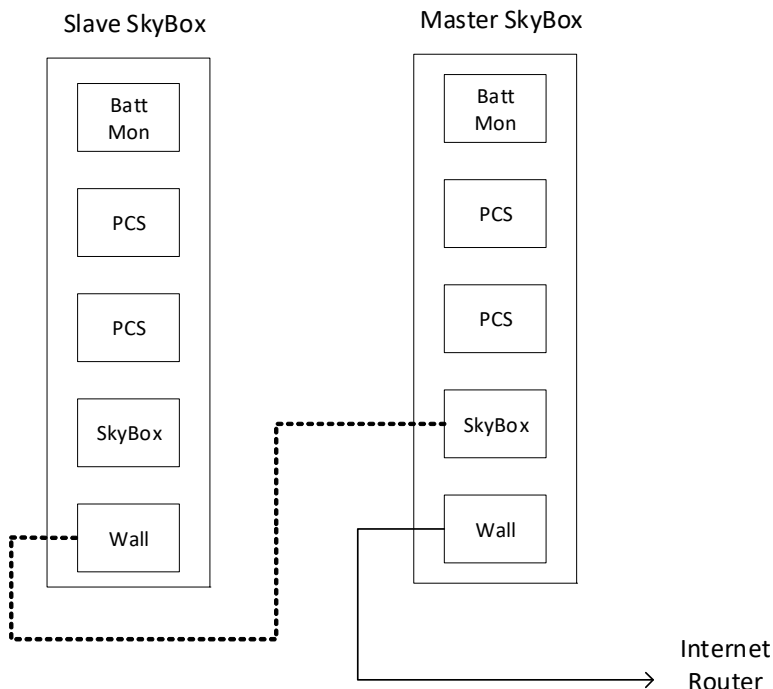 Slave SkyBox
Master SkyBox
Batt
Mon
PCS
PCS
SkyBox
Wall
Batt
Mon
PCS
PCS
SkyBox
Wall
Internet
Router